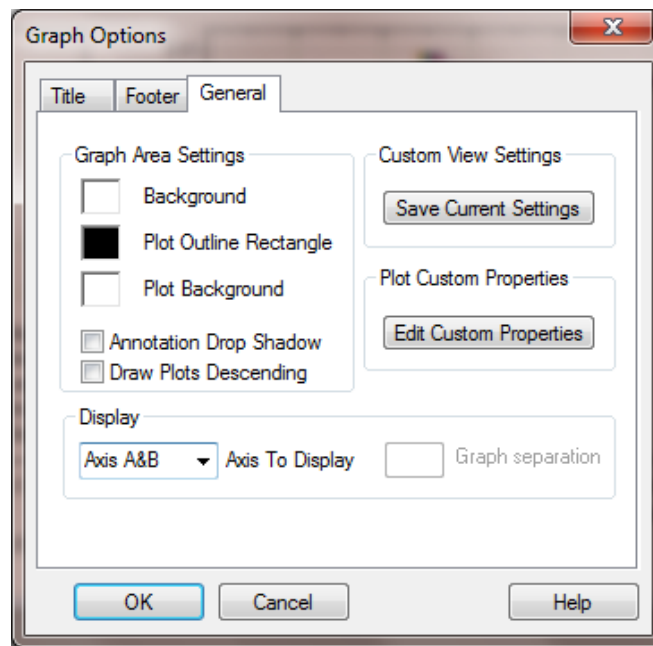 Graph Options
Title Footer General
Graph Area Settings
Background
Plot Outline Rectangle
Plot Background
Annotation Drop Shadow
Draw Plots Descending
Custom View Settings
Save Current Settings
Plot Custom Properties
Edit Custom Properties
Display
Axis A&B Axis To Display Graph separation
OK Cancel Help